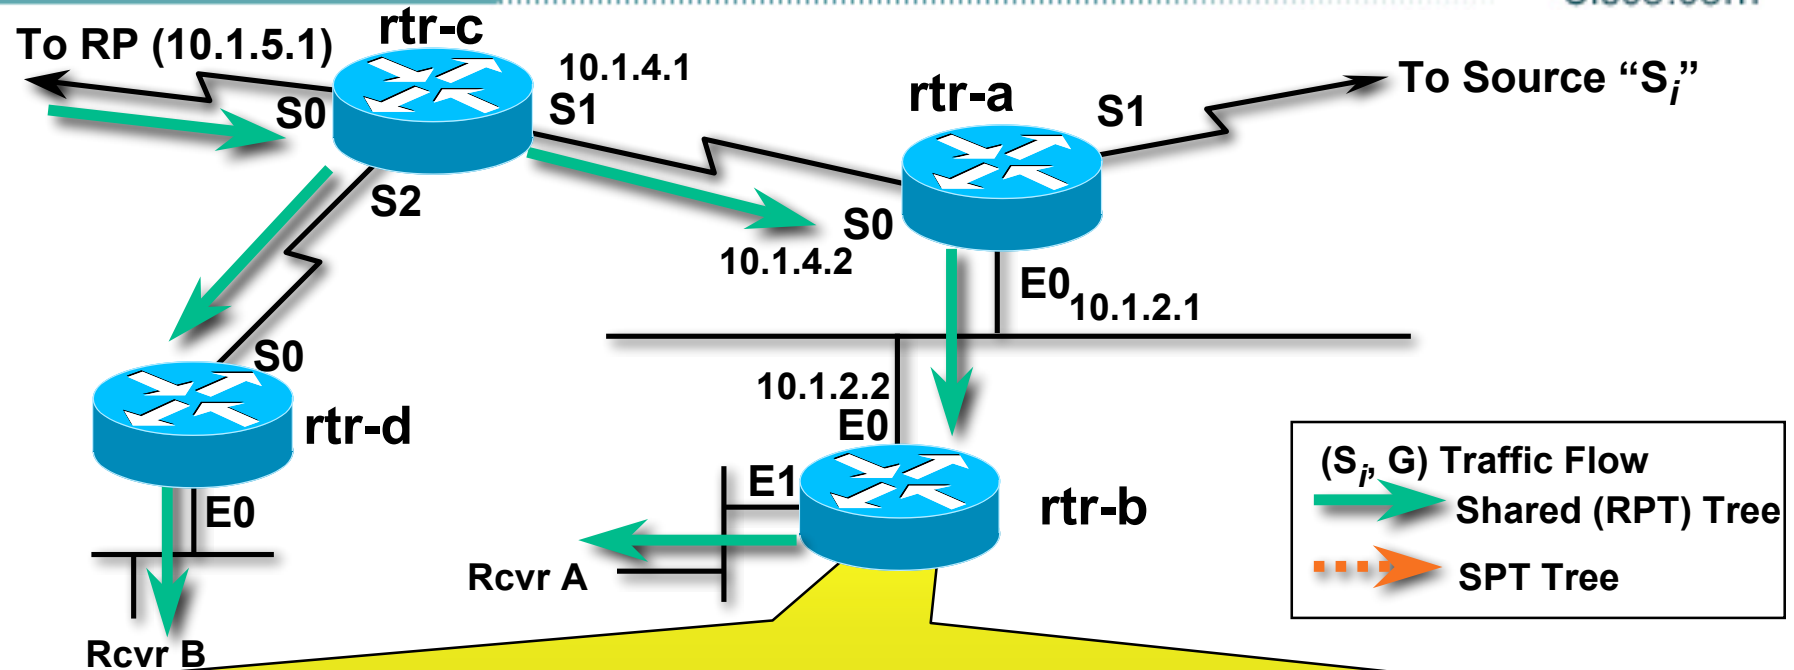 To RP (10.1.5.1)
rtr-c
10.1.4.1
S0
S1
rtr-a
S1
To Source “Si”
S2
S0
10.1.4.2
E0
10.1.2.1
S0
rtr-d
10.1.2.2
E0
E0
E1
rtr-b
Rcvr A
Rcvr B
(Si, G) Traffic Flow
Shared (RPT) Tree
SPT Tree